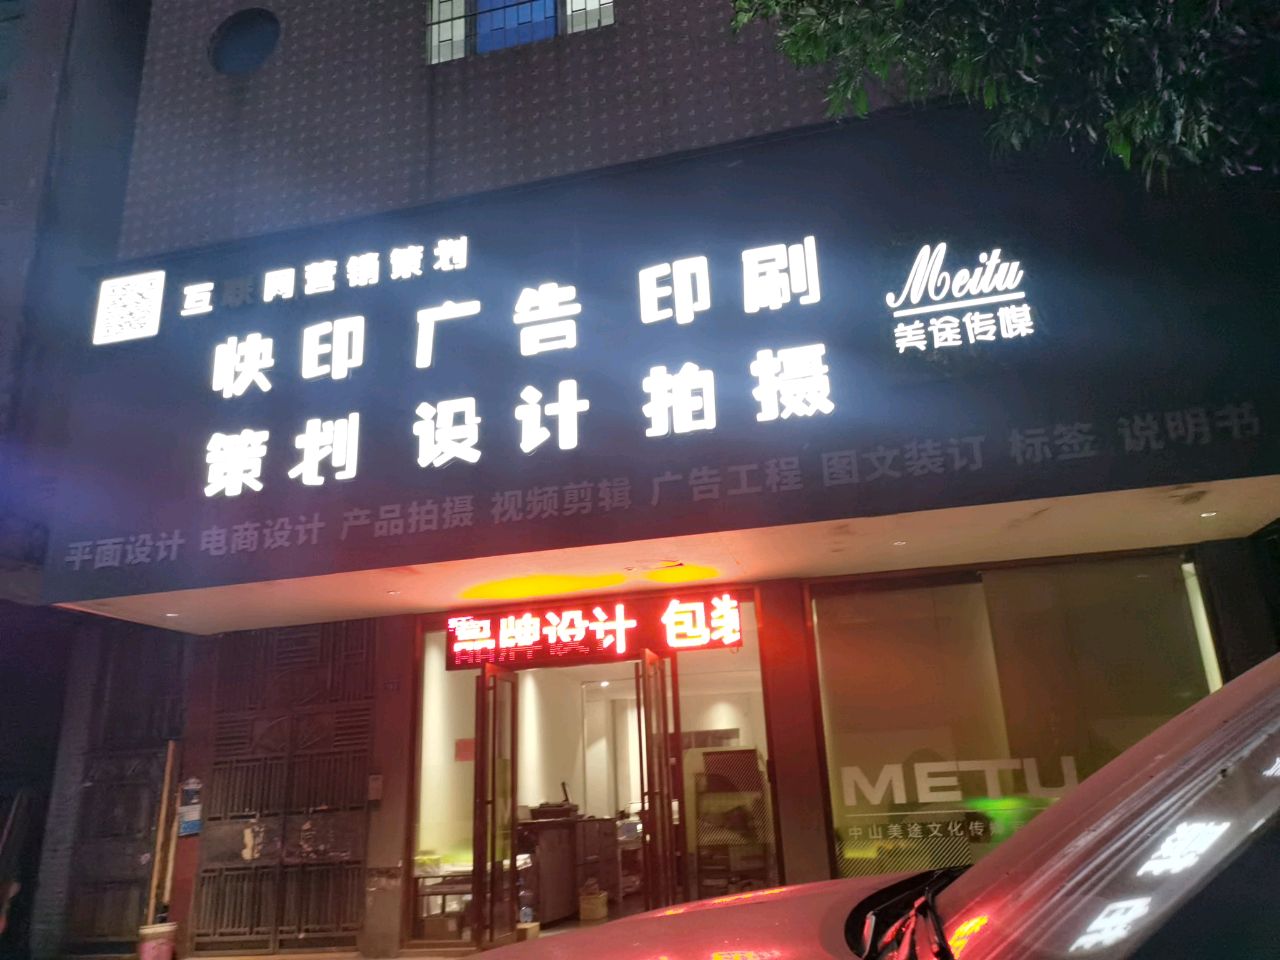 互联网营销策划
快印 广告 印刷
策划 设计 拍摄
Meitu
美途传媒
平面设计 电商设计 产品拍摄 视频剪辑 广告工程 图文装订 标签 说明书
品牌设计 包装
METU
中山美途文化传媒